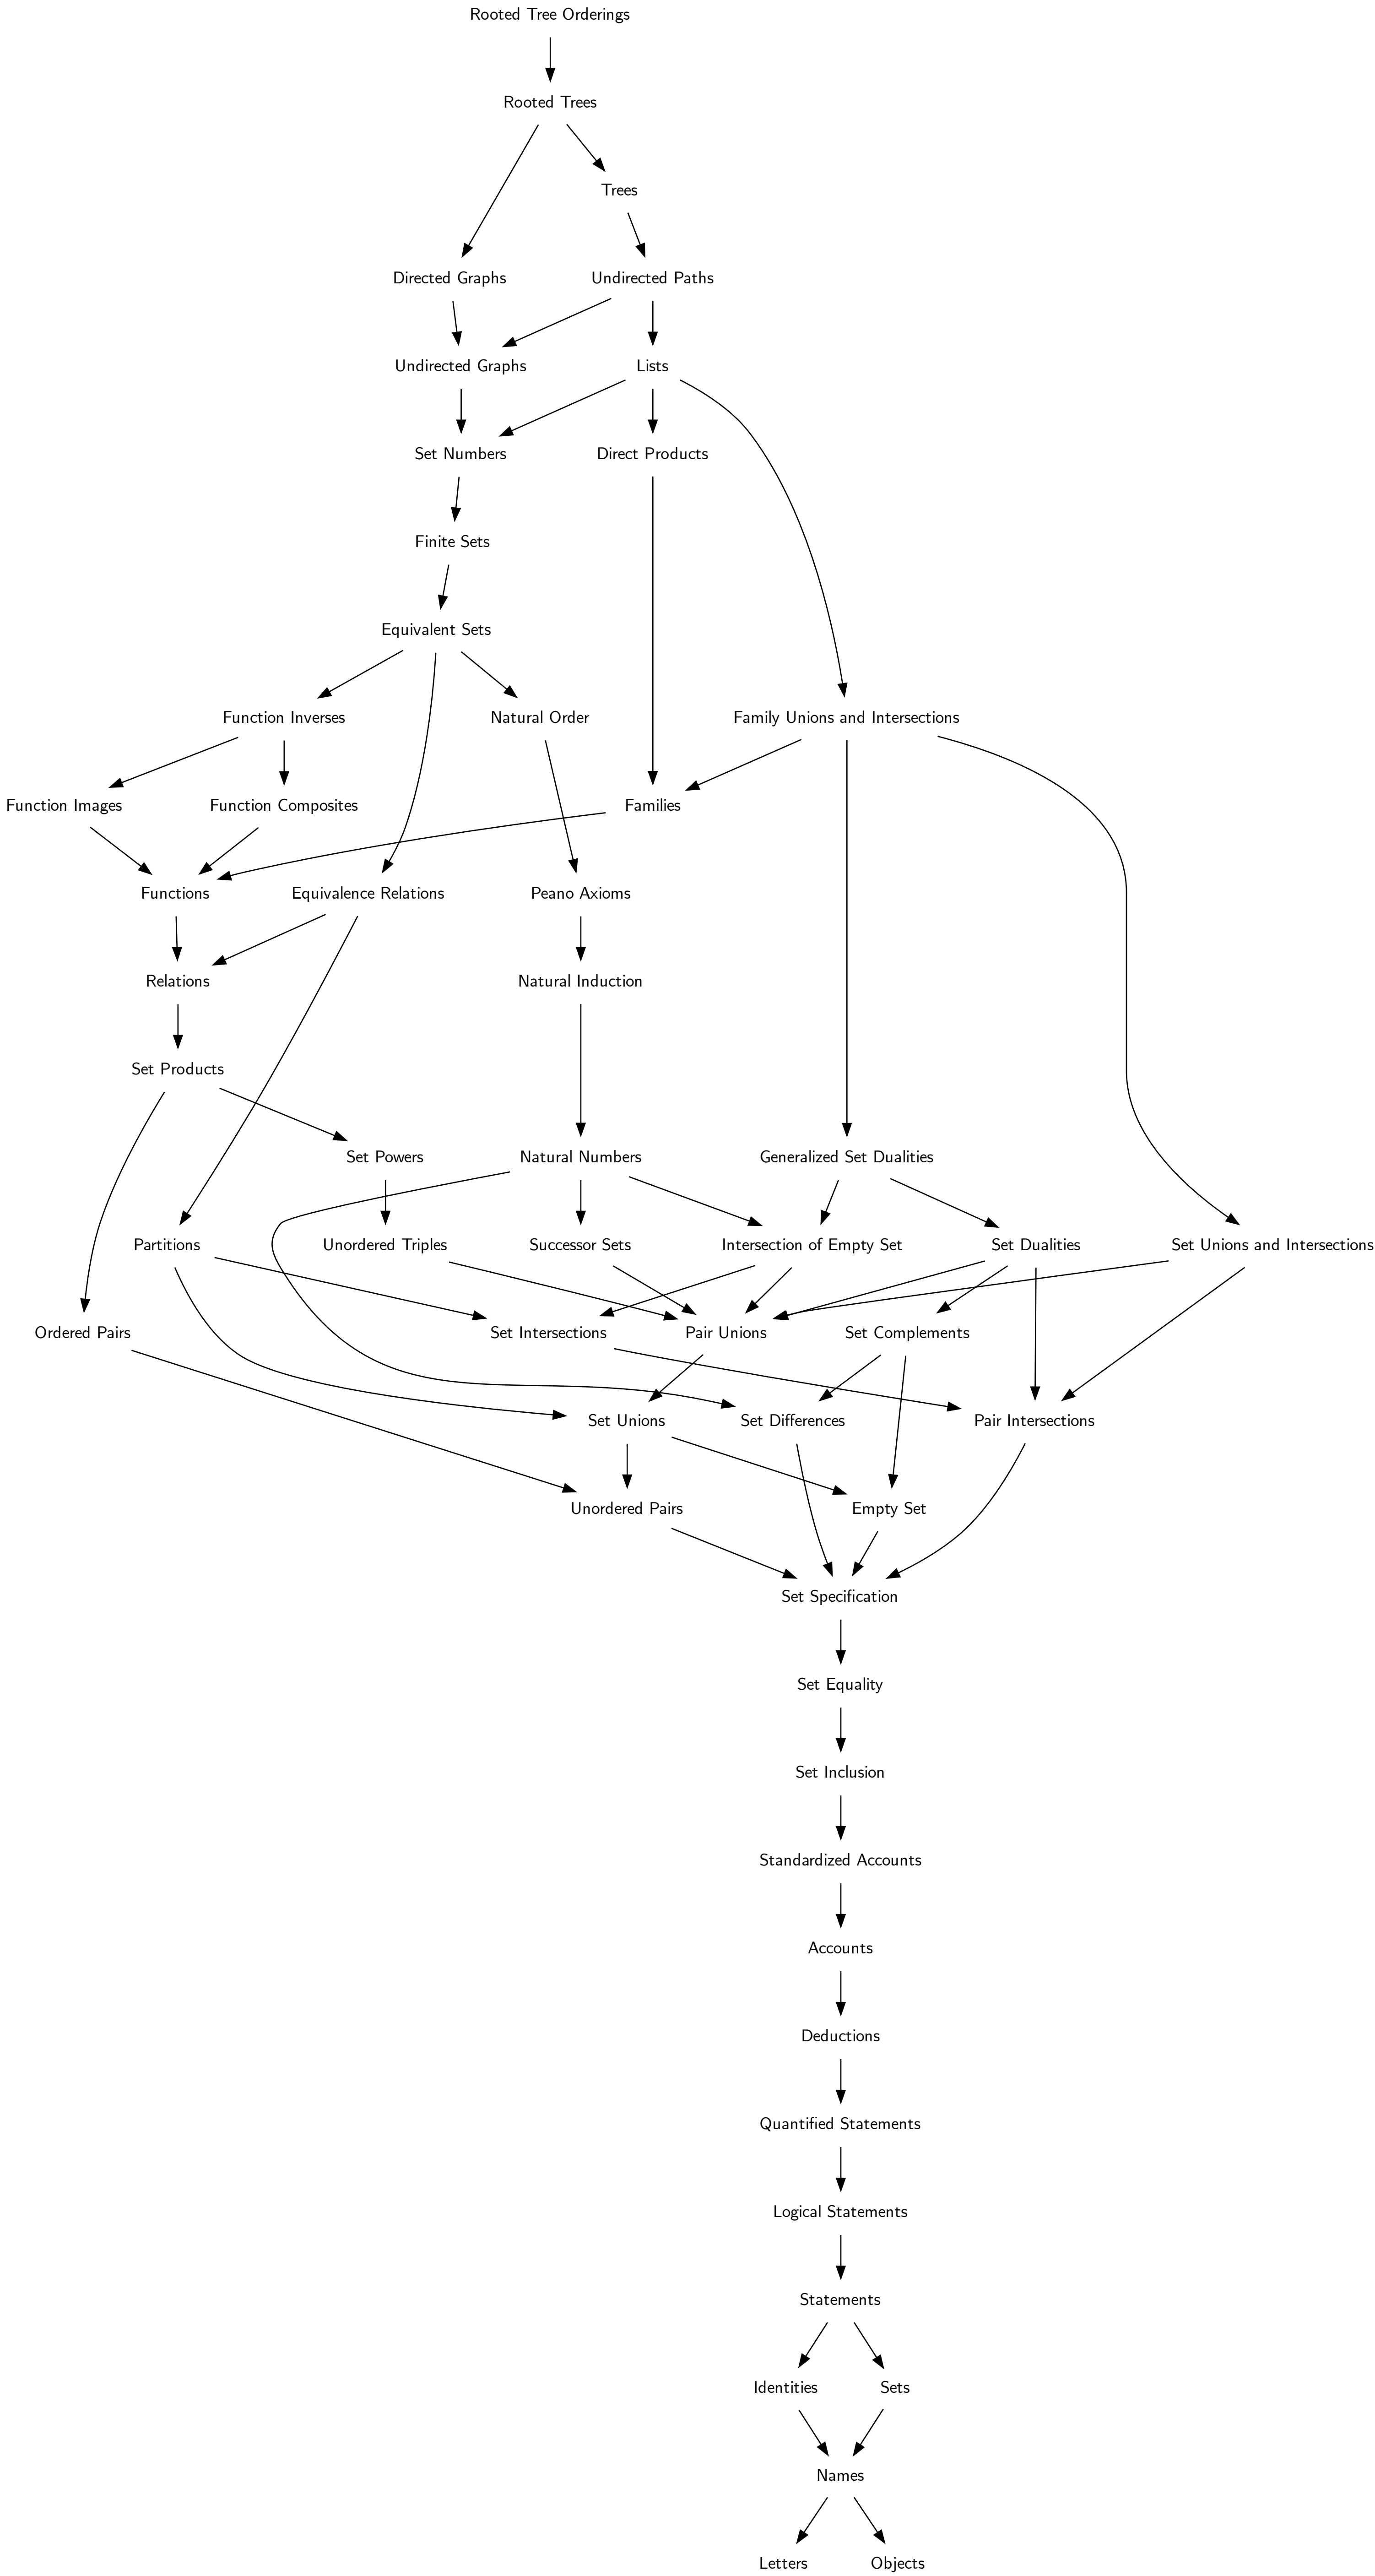 Rooted Tree Orderings
Rooted Trees
Trees
Directed Graphs
Undirected Paths
Undirected Graphs
Lists
Set Numbers
Direct Products
Finite Sets
Equivalent Sets
Function Inverses
Natural Order
Family Unions and Intersections
Function Images
Function Composites
Families
Functions
Equivalence Relations
Peano Axioms
Relations
Natural Induction
Set Products
Set Powers
Natural Numbers
Generalized Set Dualities
Partitions
Unordered Triples
Successor Sets
Intersection of Empty Set
Set Dualities
Set Unions and Intersections
Ordered Pairs
Set Intersections
Pair Unions
Set Complements
Set Unions
Set Differences
Pair Intersections
Unordered Pairs
Empty Set
Set Specification
Set Equality
Set Inclusion
Standardized Accounts
Accounts
Deductions
Quantified Statements
Logical Statements
Statements
Identities
Sets
Names
Letters
Objects